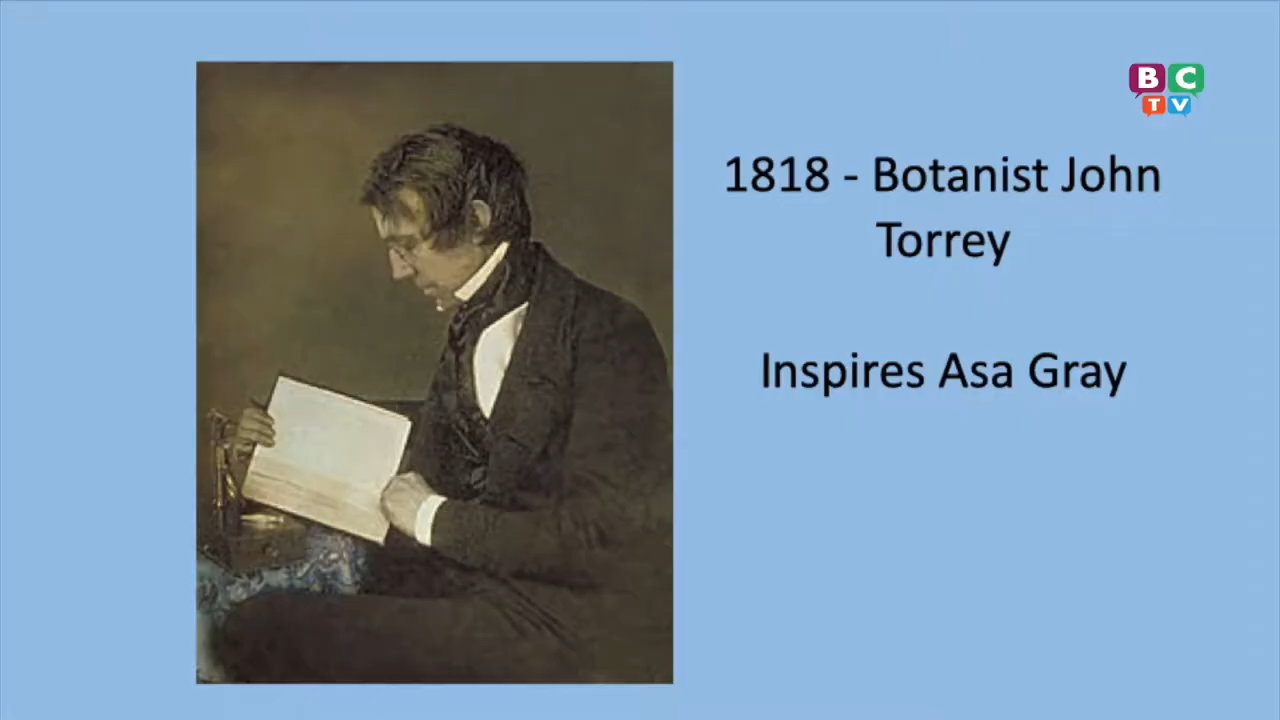 BC
TV
1818 - Botanist John
Torrey
Inspires Asa Gray